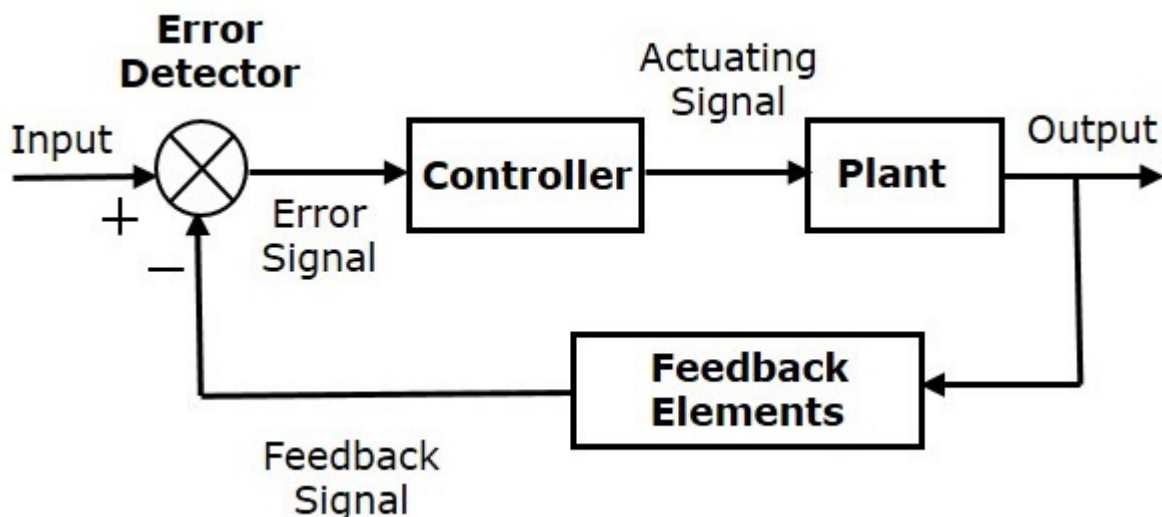 Error
Detector
Input
+
−
Error
Signal
Controller
Actuating
Signal
Plant
Output
Feedback
Elements
Feedback
Signal